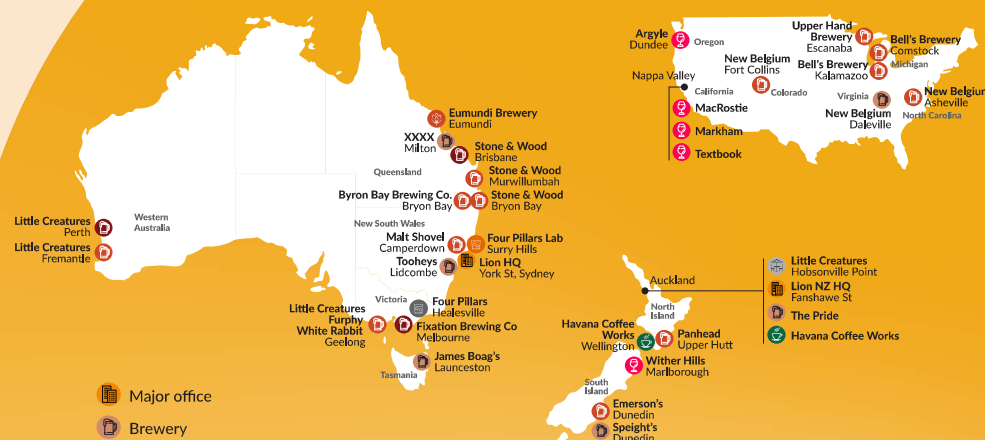 Eumundi Brewery
Eumundi
XXXX
Milton
Stone & Wood
Brisbane
Queensland
Stone & Wood
Murwillumbah
Byron Bay Brewing Co.
Bryon Bay
Stone & Wood
Bryon Bay
Little Creatures
Perth
Western
Australia
Little Creatures
Fremantle
New South Wales
Malt Shovel
Camperdown
Four Pillars Lab
Surry Hills
Tooheys
Lidcombe
Lion HQ
York St, Sydney
Victoria
Four Pillars
Healesville
Little Creatures
Furphy
White Rabbit
Geelong
Fixation Brewing Co
Melbourne
James Boag's
Launceston
Tasmania
Major office
Brewery
Argyle
Dundee
Oregon
Upper Hand
Brewery
Escanaba
Bell's Brewery
Comstock
Michigan
New Belgium
Fort Collins
Bell's Brewery
Kalamazoo
Nappa Valley
California
Colorado
Virginia
New Belgiur
Asheville
North Carolina
New Belgium
Daleville
MacRostie
Markham
Textbook
Auckland
Little Creatures
Hobsonville Point
Lion NZ HQ
Fanshawe St
The Pride
Havana Coffee Works
North
Island
Havana Coffee
Works
Wellington
Panhead
Upper Hutt
Wither Hills
Marlborough
South
Island
Emerson's
Dunedin
Speight's
Dunedin